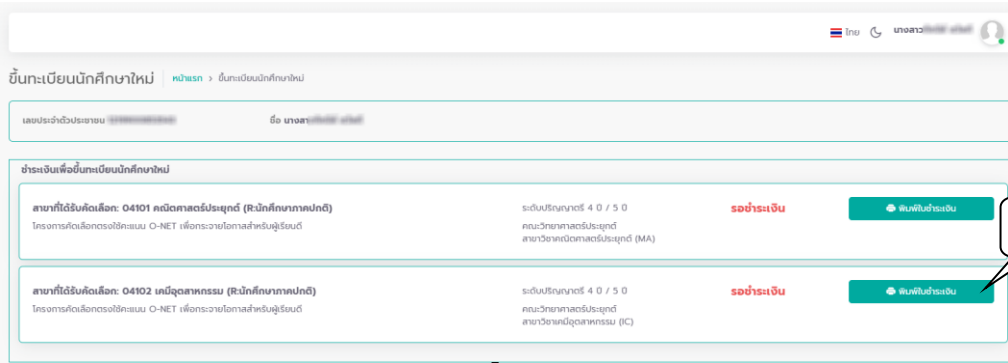 ไทย นางสาว
ขึ้นทะเบียนนักศึกษาใหม่ หน้าแรก > ขึ้นทะเบียนนักศึกษาใหม่
เลขประจำตัวประชาชน ชื่อ นางสา
ชำระเงินเพื่อขึ้นทะเบียนนักศึกษาใหม่
สาขาที่ได้รับคัดเลือก: 04101 คณิตศาสตร์ประยุกต์ (R:นักศึกษาภาคปกติ) ระดับปริญญาตรี 4 0 / 5 0 รอชำระเงิน พิมพ์ใบชำระเงิน
โครงการคัดเลือกตรงใช้คะแนน O-NET เพื่อกระจายโอกาสสำหรับผู้เรียนดี คณะวิทยาศาสตร์ประยุกต์
สาขาวิชาคณิตศาสตร์ประยุกต์ (MA)
สาขาที่ได้รับคัดเลือก: 04102 เคมีอุตสาหกรรม (R:นักศึกษาภาคปกติ) ระดับปริญญาตรี 4 0 / 5 0 รอชำระเงิน พิมพ์ใบชำระเงิน
โครงการคัดเลือกตรงใช้คะแนน O-NET เพื่อกระจายโอกาสสำหรับผู้เรียนดี คณะวิทยาศาสตร์ประยุกต์
สาขาวิชาเคมีอุตสาหกรรม (IC)